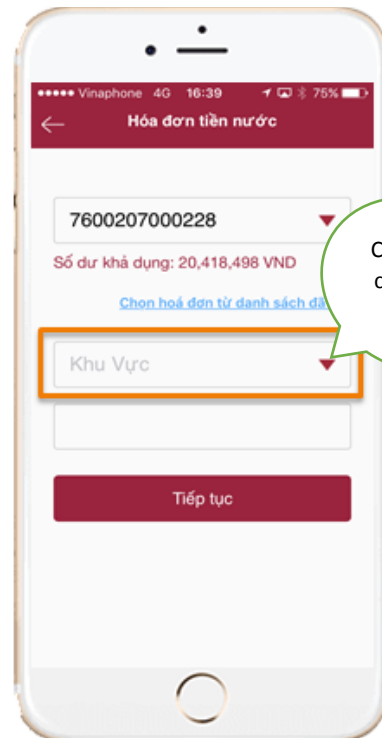 Vinaphone 4G 16:39 75%
Hóa đơn tiền nước
7600207000228
Số dư khả dụng: 20,418,498 VND
Chọn hoá đơn từ danh sách đã
Khu Vực
Tiếp tục